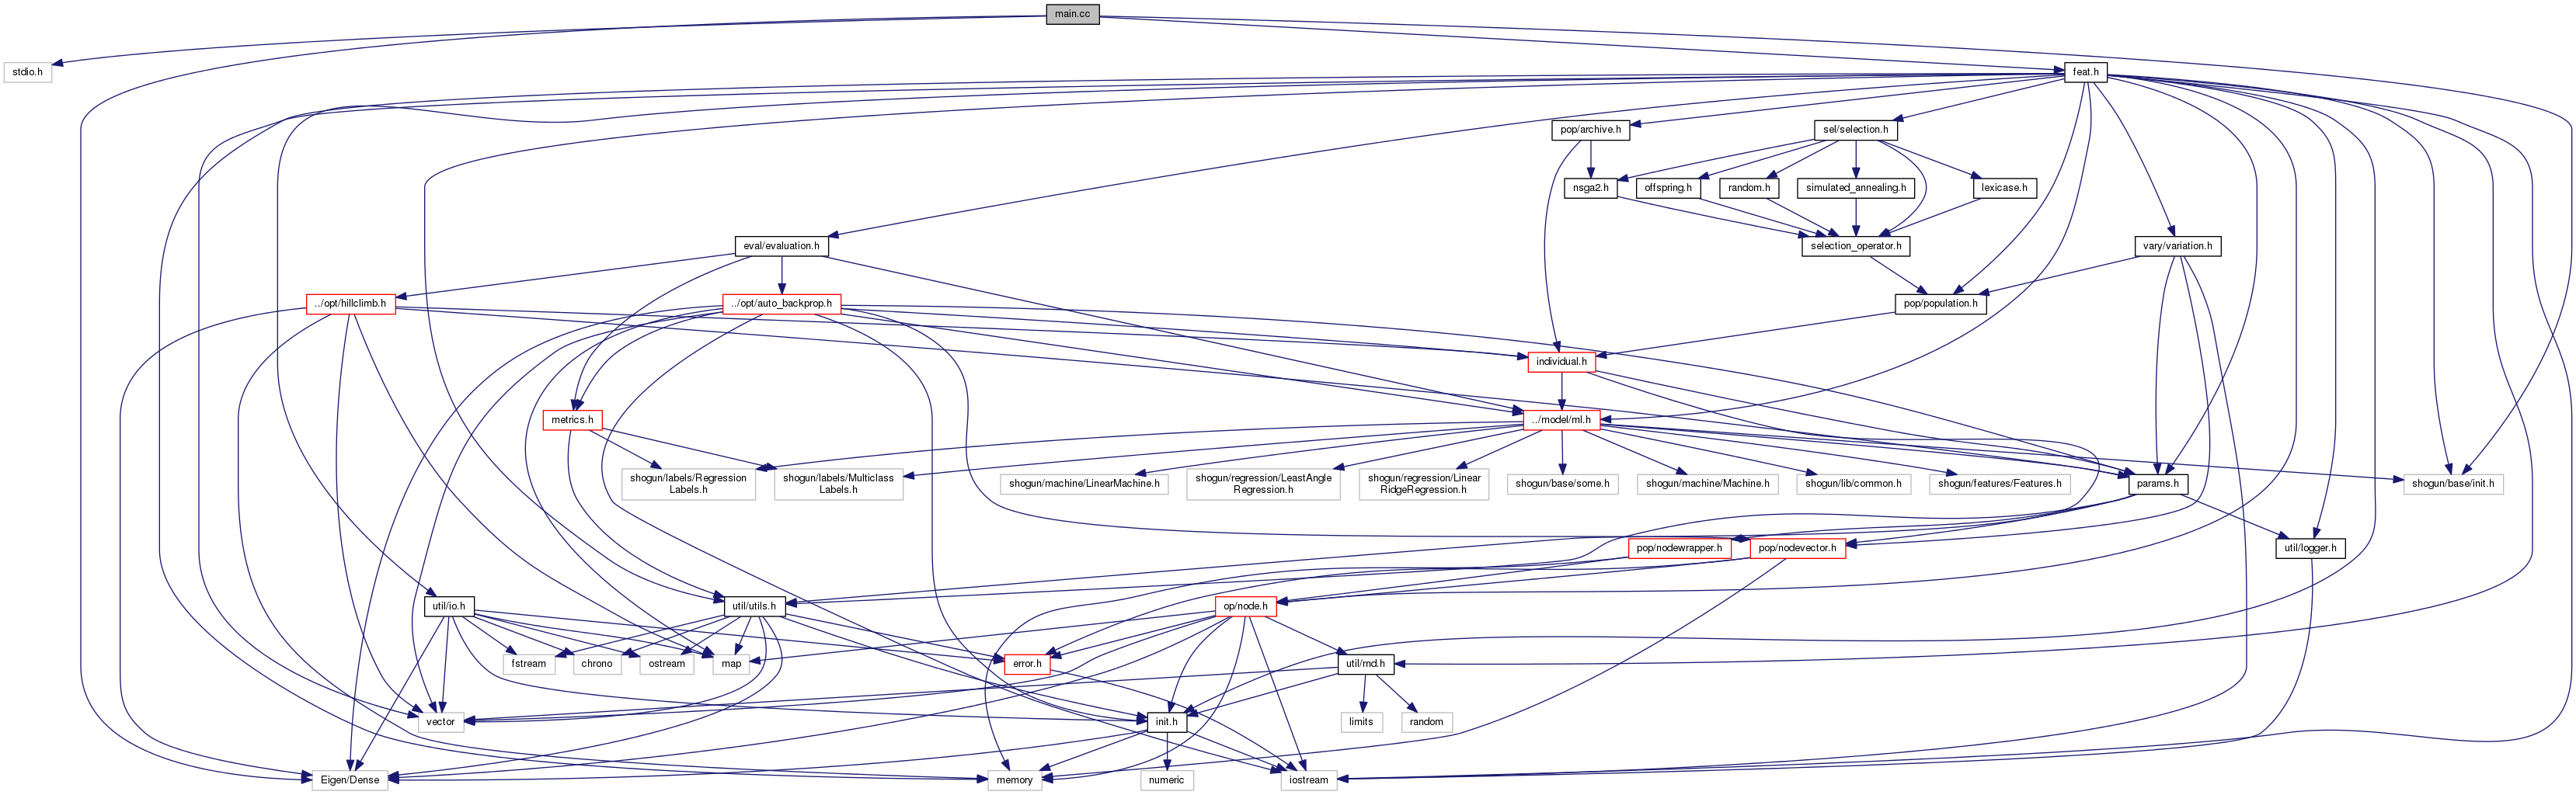 main.cc
stdio.h
feat.h
pop/archive.h
sel/selection.h
nsga2.h
offspring.h
random.h
simulated_annealing.h
lexicase.h
eval/evaluation.h
selection_operator.h
vary/variation.h
../opt/hillclimb.h
../opt/auto_backprop.h
pop/population.h
individual.h
metrics.h
../model/ml.h
shogun/labels/Regression
Labels.h
shogun/labels/Multiclass
Labels.h
shogun/machine/LinearMachine.h
shogun/regression/LeastAngle
Regression.h
shogun/regression/Linear
RidgeRegression.h
shogun/base/some.h
shogun/machine/Machine.h
shogun/lib/common.h
shogun/features/Features.h
params.h
shogun/base/init.h
pop/nodewrapper.h
pop/nodevector.h
util/logger.h
util/io.h
util/utils.h
op/node.h
fstream
chrono
ostream
map
error.h
util/rnd.h
vector
init.h
limits
random
Eigen/Dense
memory
numeric
iostream